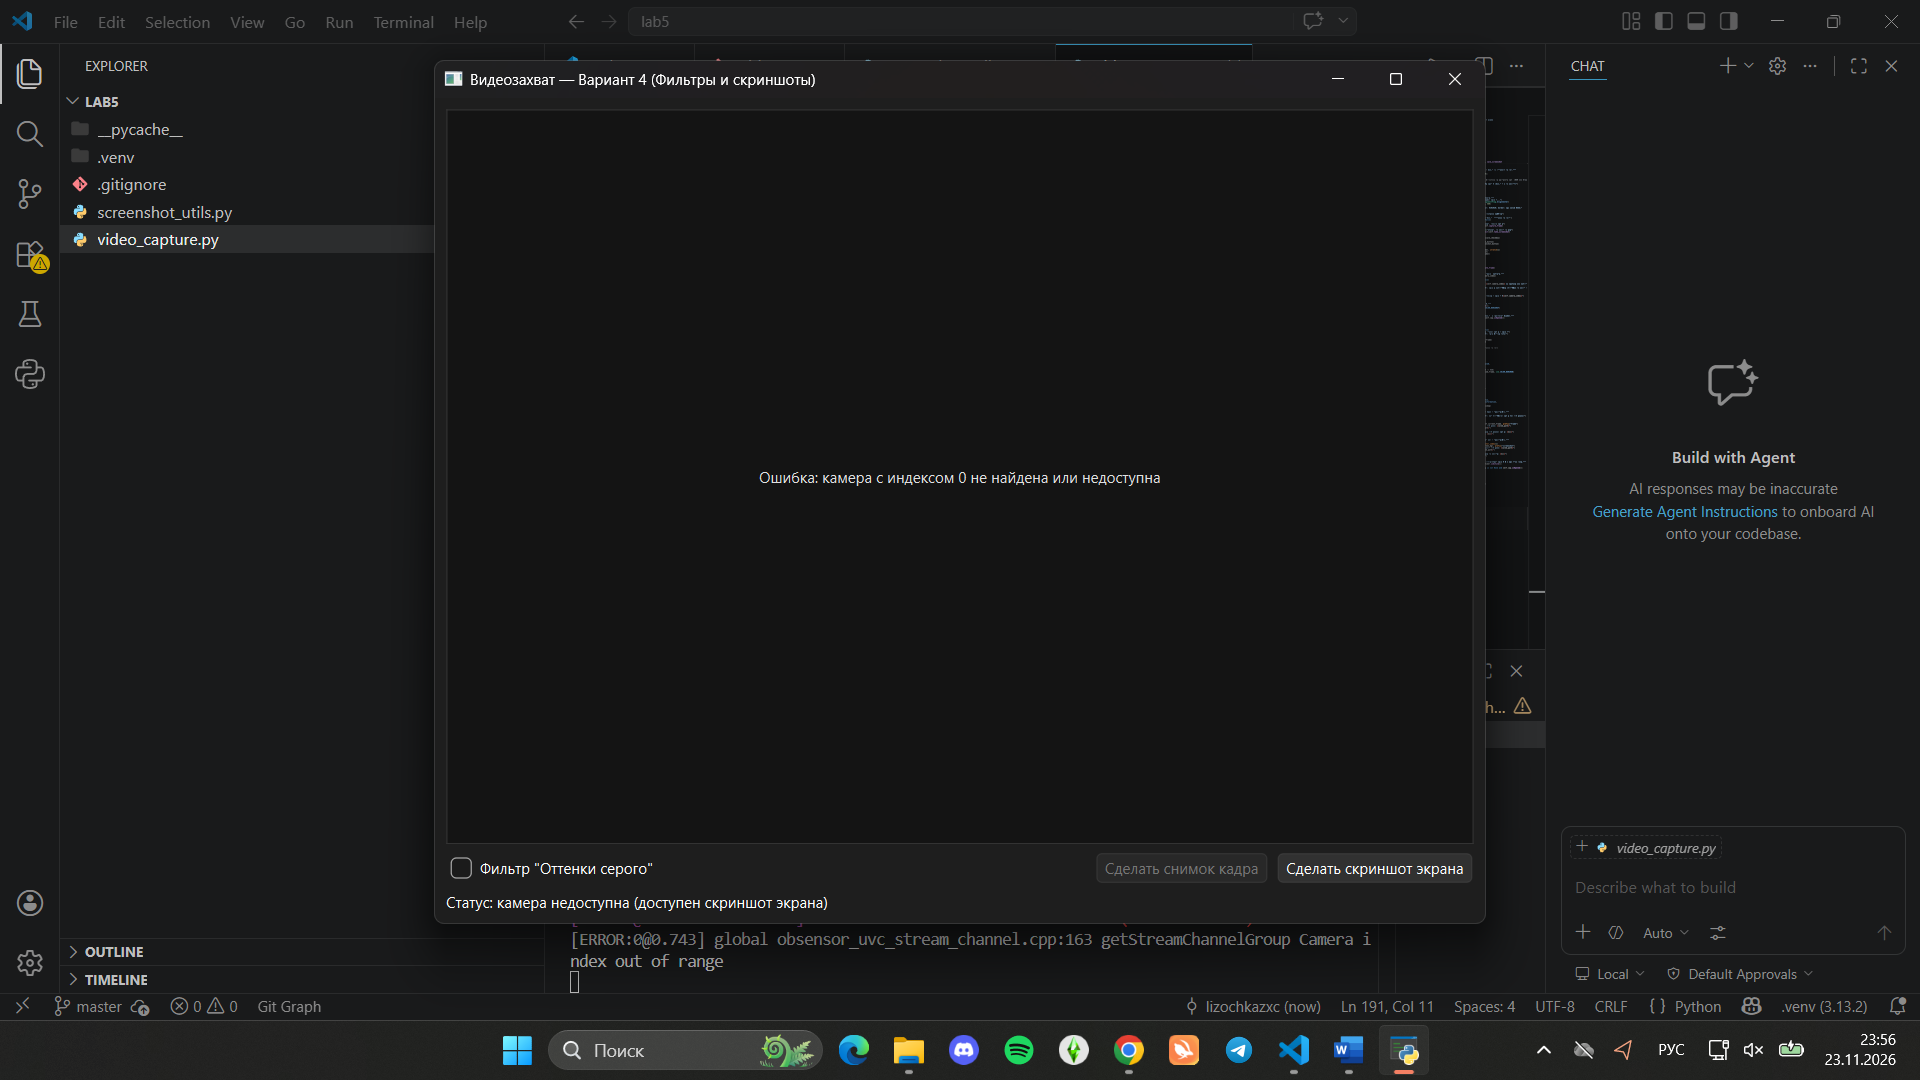 File Edit Selection View Go Run Terminal Help
lab5
EXPLORER
LAB5
__pycache__
.venv
.gitignore
screenshot_utils.py
video_capture.py
OUTLINE
TIMELINE
Видеозахват — Вариант 4 (Фильтры и скриншоты)
Ошибка: камера с индексом 0 не найдена или недоступна
Фильтр "Оттенки серого"
Сделать снимок кадра
Сделать скриншот экрана
Статус: камера недоступна (доступен скриншот экрана)
[ERROR:0@0.743] global obsensor_uvc_stream_channel.cpp:163 getStreamChannelGroup Camera i
ndex out of range
h...
CHAT
Build with Agent
AI responses may be inaccurate
Generate Agent Instructions to onboard AI
onto your codebase.
video_capture.py
Describe what to build
Auto
Local
Default Approvals
master
0 0
Git Graph
lizochkazxc (now)
Ln 191, Col 11
Spaces: 4
UTF-8
CRLF
{ } Python
.venv (3.13.2)
Поиск
РУС
23:56
23.11.2026